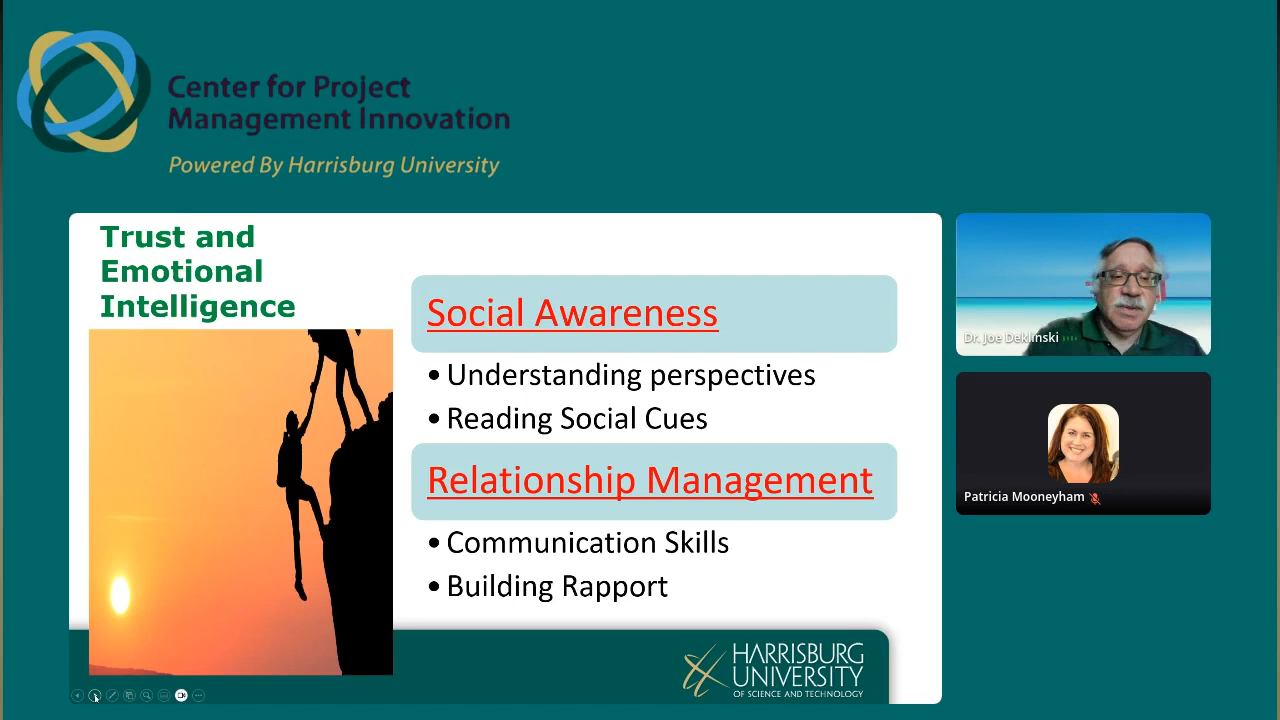 Center for Project
Management Innovation
Powered By Harrisburg University
Trust and
Emotional
Intelligence
Social Awareness
• Understanding perspectives
• Reading Social Cues
Relationship Management
• Communication Skills
• Building Rapport
HARRISBURG
UNIVERSITY
OF SCIENCE AND TECHNOLOGY
Dr. Joe Deklinski
Patricia Mooneyham